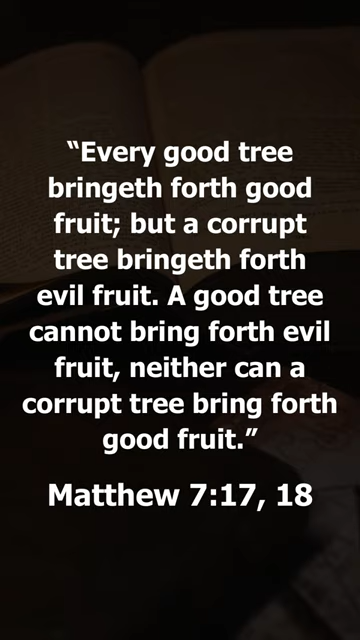 “Every good tree
bringeth forth good
fruit; but a corrupt
tree bringeth forth
evil fruit. A good tree
cannot bring forth evil
fruit, neither can a
corrupt tree bring forth
good fruit.”
Matthew 7:17, 18